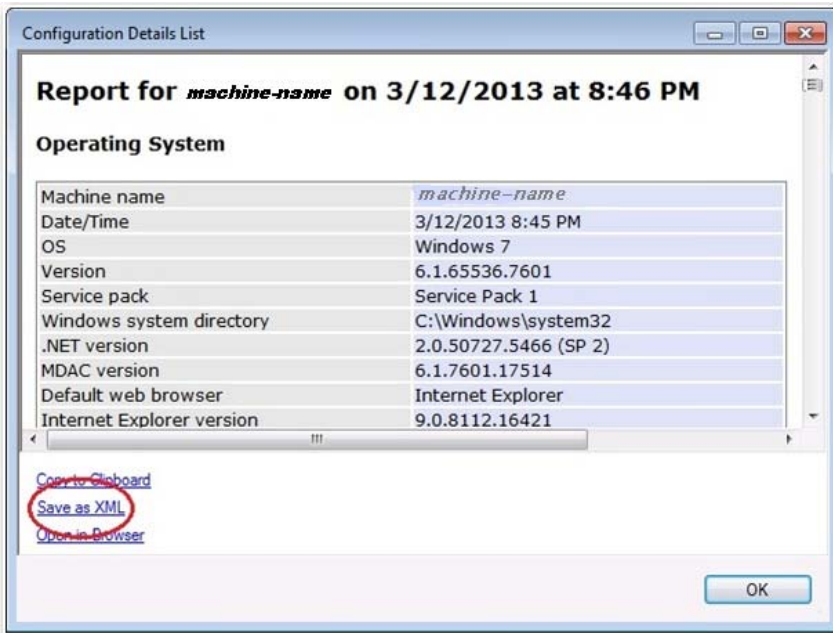 Configuration Details List
Report for machine-name on 3/12/2013 at 8:46 PM
Operating System
Machine name machine-name
Date/Time 3/12/2013 8:45 PM
OS Windows 7
Version 6.1.65536.7601
Service pack Service Pack 1
Windows system directory C:\Windows\system32
.NET version 2.0.50727.5466 (SP 2)
MDAC version 6.1.7601.17514
Default web browser Internet Explorer
Internet Explorer version 9.0.8112.16421
Copy to Clipboard
Save as XML
Open in Browser
OK